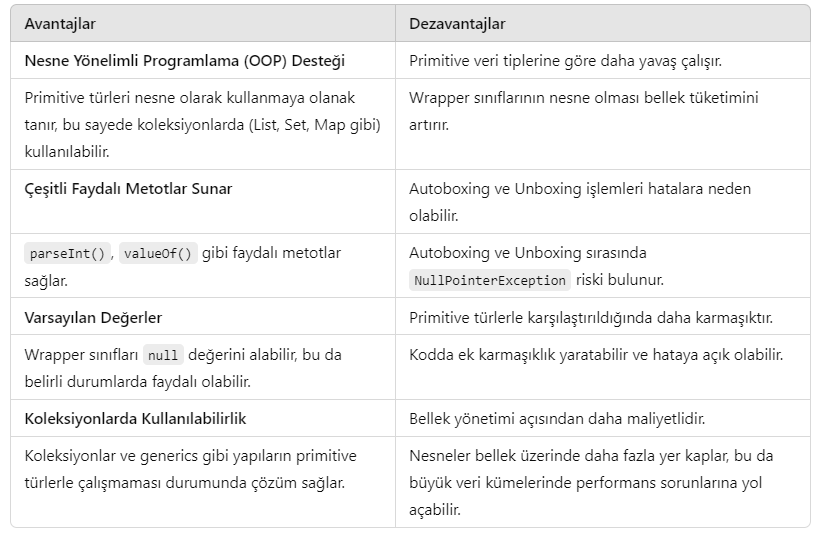 Avantajlar
Dezavantajlar
Nesne Yönelimli Programlama (OOP) Desteği
Primitive veri tiplerine göre daha yavaş çalışır.
Primitive türleri nesne olarak kullanmaya olanak
tanır, bu sayede koleksiyonlarda (List, Set, Map gibi)
kullanılabilir.
Wrapper sınıflarının nesne olması bellek tüketimini
artırır.
Çeşitli Faydalı Metotlar Sunar
Autoboxing ve Unboxing işlemleri hatalara neden
olabilir.
parseInt(), valueOf() gibi faydalı metotlar
sağlar.
Autoboxing ve Unboxing sırasında
NullPointerException riski bulunur.
Varsayılan Değerler
Primitive türlerle karşılaştırıldığında daha karmaşıktır.
Wrapper sınıfları null değerini alabilir, bu da
belirli durumlarda faydalı olabilir.
Kodda ek karmaşıklık yaratabilir ve hataya açık olabilir.
Koleksiyonlarda Kullanılabilirlik
Bellek yönetimi açısından daha maliyetlidir.
Koleksiyonlar ve generics gibi yapıların primitive
türlerle çalışmaması durumunda çözüm sağlar.
Nesneler bellek üzerinde daha fazla yer kaplar, bu da
büyük veri kümelerinde performans sorunlarına yol
açabilir.